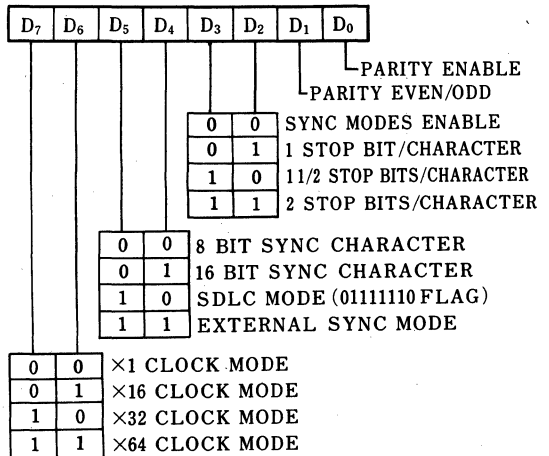 D₇ D₆ D₅ D₄ D₃ D₂ D₁ D₀
PARITY ENABLE
PARITY EVEN/ODD
0 0 SYNC MODES ENABLE
0 1 1 STOP BIT/CHARACTER
1 0 11/2 STOP BITS/CHARACTER
1 1 2 STOP BITS/CHARACTER
0 0 8 BIT SYNC CHARACTER
0 1 16 BIT SYNC CHARACTER
1 0 SDLC MODE (01111110 FLAG)
1 1 EXTERNAL SYNC MODE
0 0 ×1 CLOCK MODE
0 1 ×16 CLOCK MODE
1 0 ×32 CLOCK MODE
1 1 ×64 CLOCK MODE